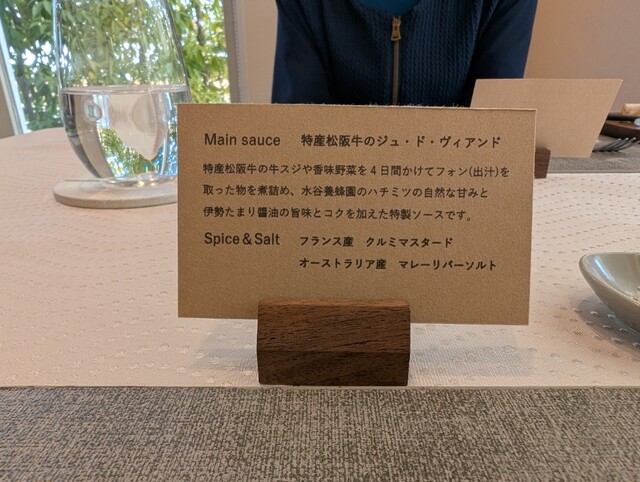 Main sauce 特産松阪牛のジュ・ド・ヴィアンド
特産松阪牛の牛スジや香味野菜を4日間かけてフォン(出汁)を
取った物を煮詰め、水谷養蜂園のハチミツの自然な甘みと
伊勢たまり醤油の旨味とコクを加えた特製ソースです。
Spice & Salt フランス産 クルミマスタード
オーストラリア産 マレーリバーソルト